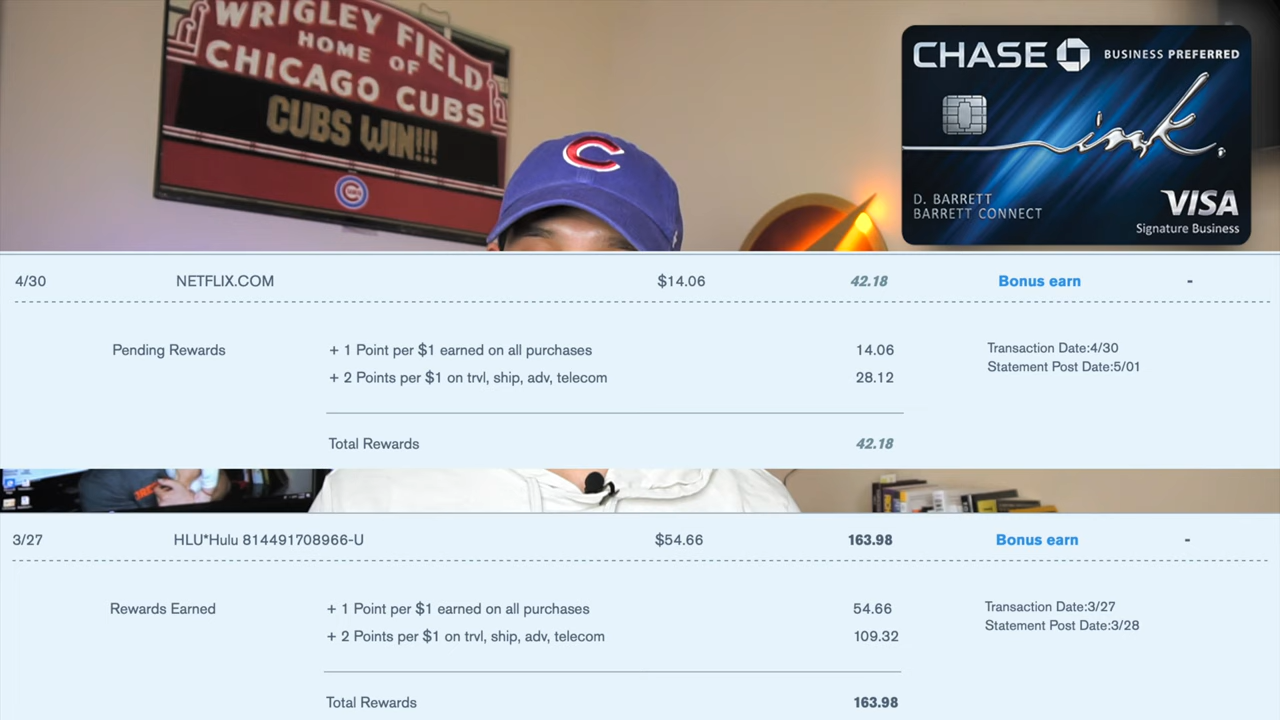 WRIGLEY FIELD
HOME OF
CHICAGO CUBS
CUBS WIN!!!
C
CHASE BUSINESS PREFERRED
ink.
D. BARRETT
BARRETT CONNECT
VISA
Signature Business
4/30 NETFLIX.COM $14.06 42.18 Bonus earn -
Pending Rewards + 1 Point per $1 earned on all purchases 14.06 Transaction Date:4/30
+ 2 Points per $1 on trvl, ship, adv, telecom 28.12 Statement Post Date:5/01
Total Rewards 42.18
3/27 HLU*Hulu 814491708966-U $54.66 163.98 Bonus earn -
Rewards Earned + 1 Point per $1 earned on all purchases 54.66 Transaction Date:3/27
+ 2 Points per $1 on trvl, ship, adv, telecom 109.32 Statement Post Date:3/28
Total Rewards 163.98